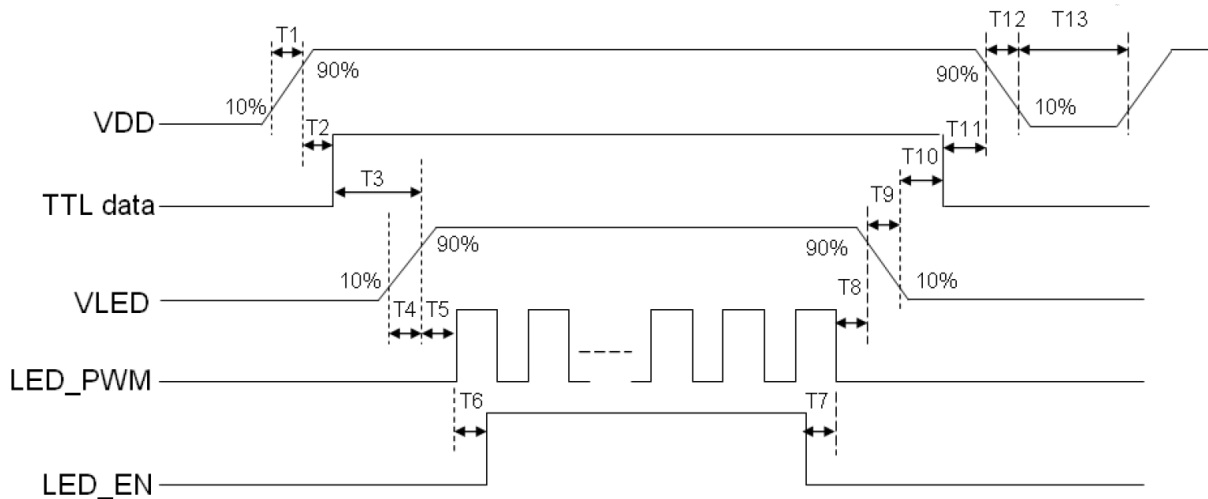 T12 T13
T1
90% 90%
10% 10%
VDD
T2 T11
T10
T3
TTL data T9
90% 90%
10% 10%
VLED
T4 T5 T8
LED_PWM
T6 T7
LED_EN